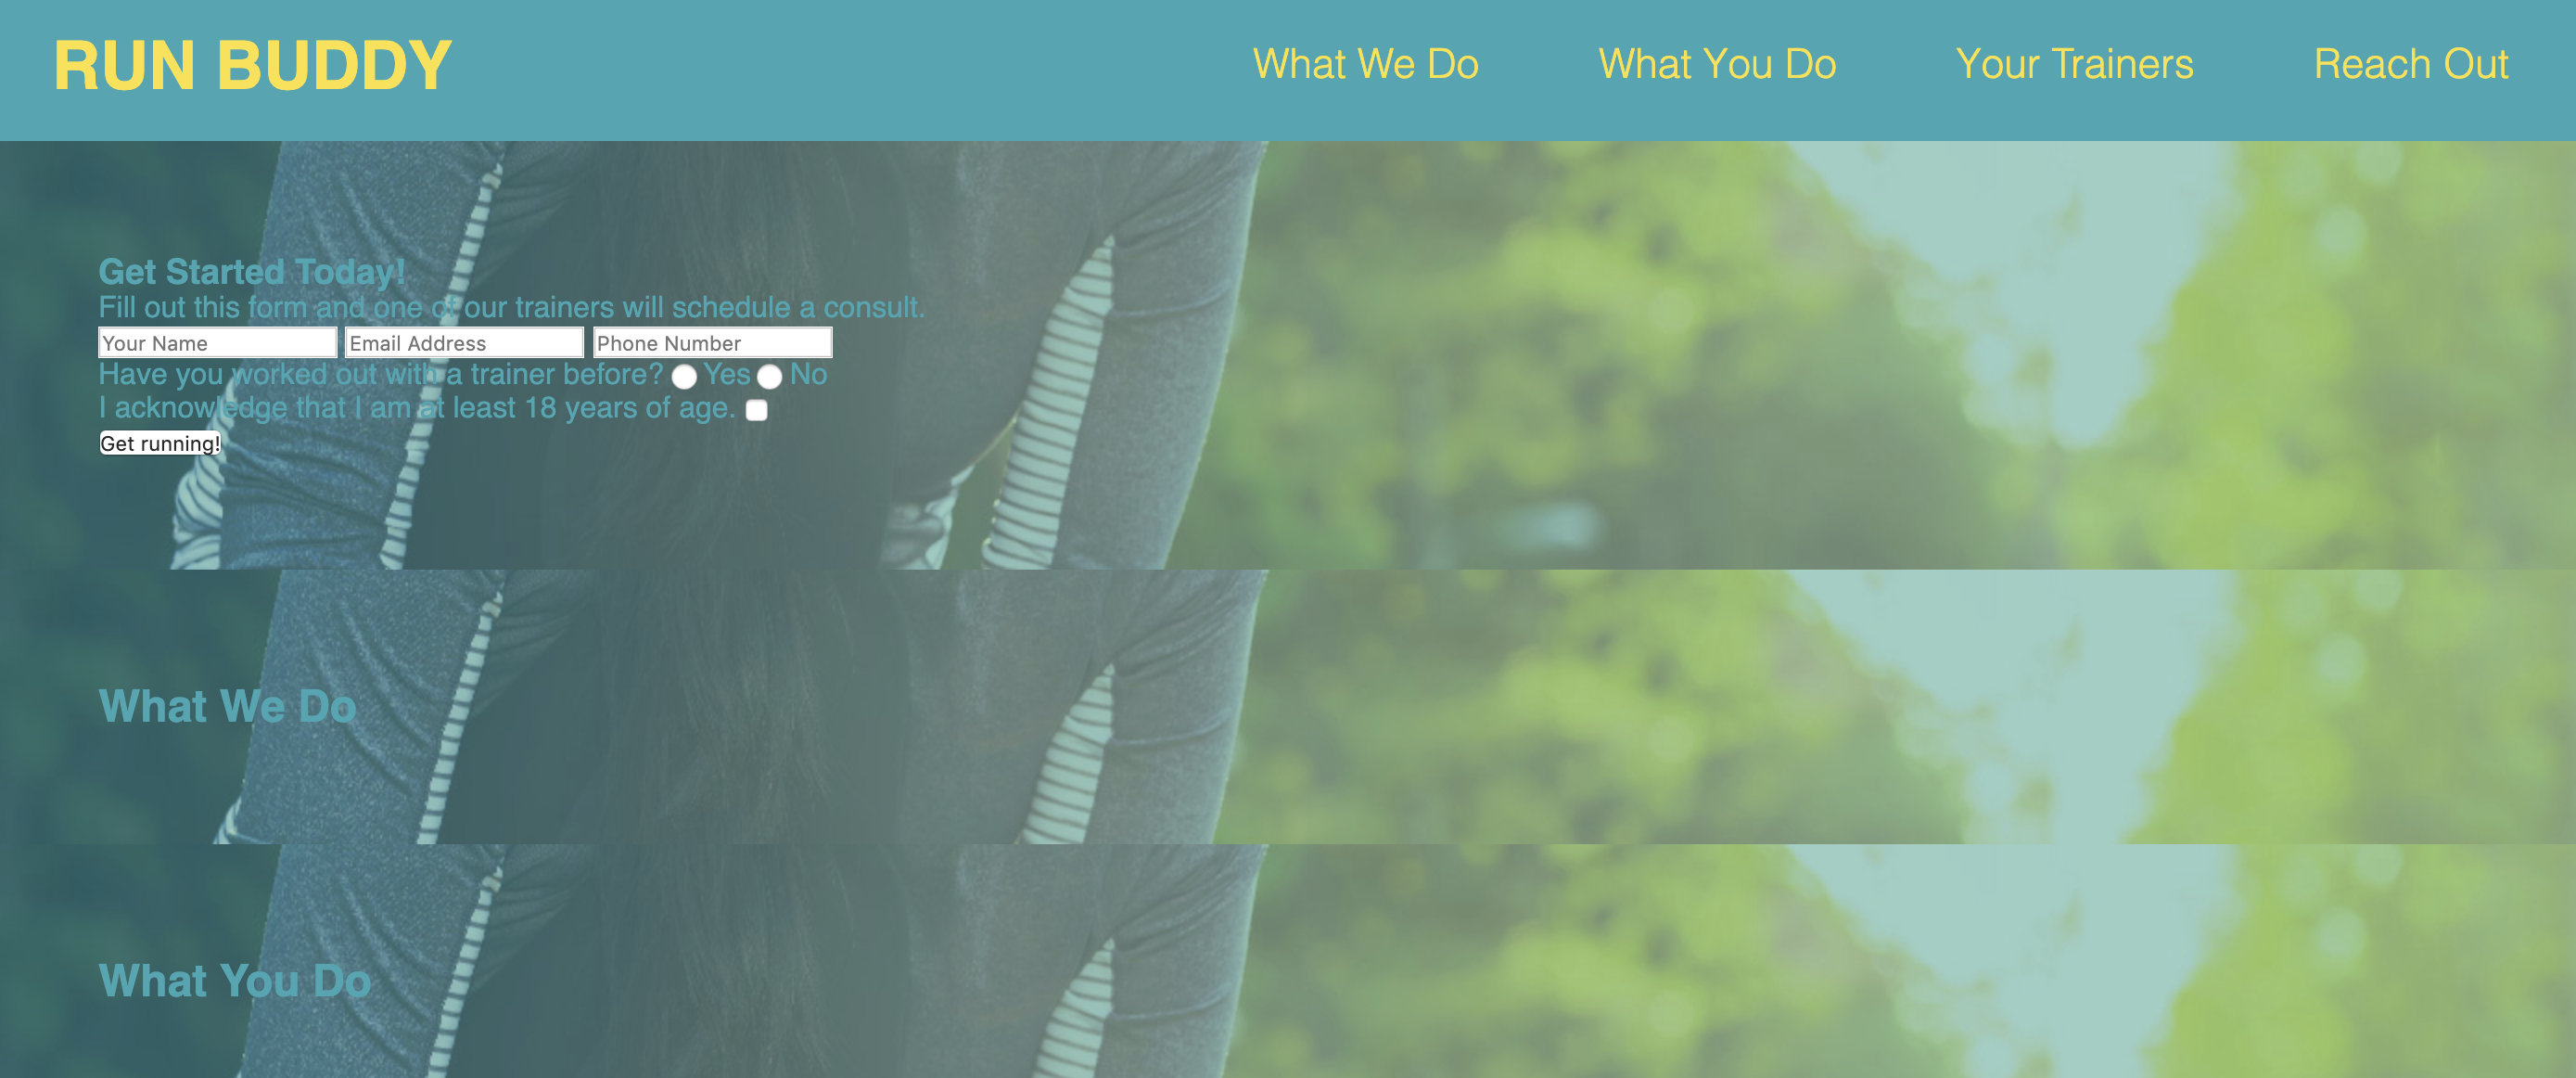 RUN BUDDY
What We Do What You Do Your Trainers Reach Out
Get Started Today!
Fill out this form and one of our trainers will schedule a consult.
Your Name Email Address Phone Number
Have you worked out with a trainer before? Yes No
I acknowledge that I am at least 18 years of age.
Get running!
What We Do
What You Do